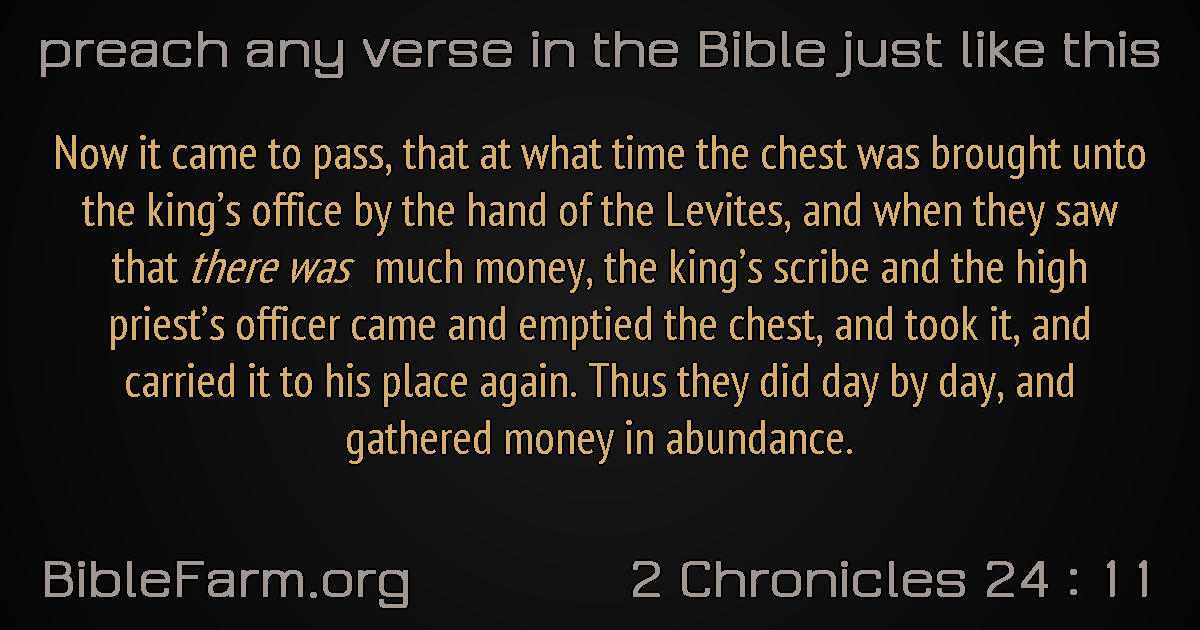 preach any verse in the Bible just like this
Now it came to pass, that at what time the chest was brought unto
the king’s office by the hand of the Levites, and when they saw
that there was much money, the king’s scribe and the high
priest’s officer came and emptied the chest, and took it, and
carried it to his place again. Thus they did day by day, and
gathered money in abundance.
BibleFarm.org
2 Chronicles 24 : 11